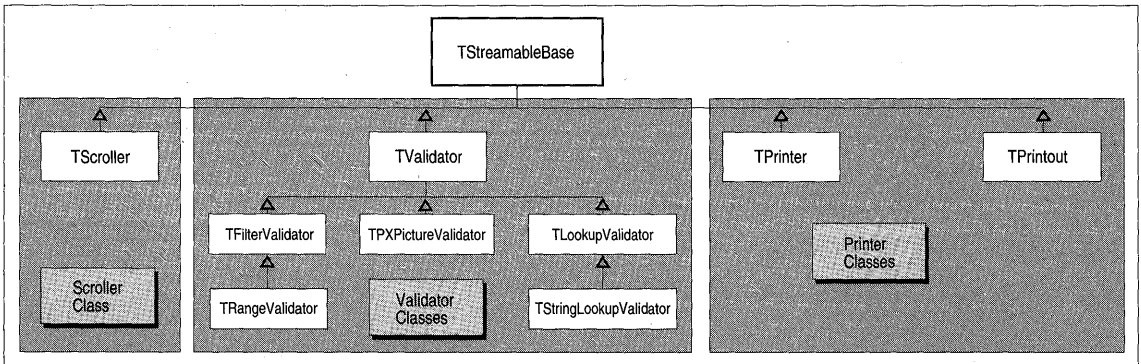 TStreamableBase
TScroller
TValidator
TPrinter
TPrintout
TFilterValidator
TPXPictureValidator
TLookupValidator
Printer
Classes
Scroller
Class
TRangeValidator
Validator
Classes
TStringLookupValidator